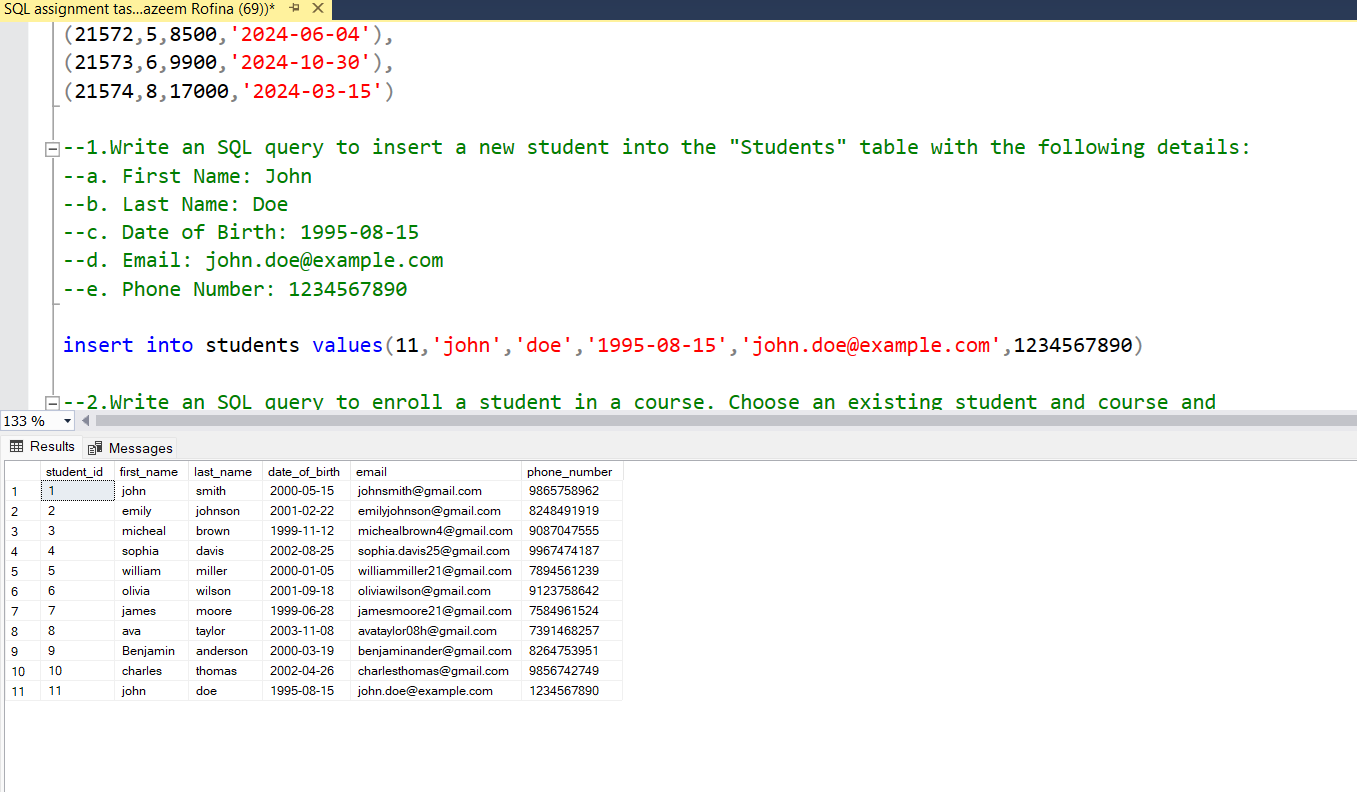 SQL assignment tas...azeem Rofina (69))*
(21572,5,8500,'2024-06-04'),
(21573,6,9900,'2024-10-30'),
(21574,8,17000,'2024-03-15')
--1.Write an SQL query to insert a new student into the "Students" table with the following details:
--a. First Name: John
--b. Last Name: Doe
--c. Date of Birth: 1995-08-15
--d. Email: john.doe@example.com
--e. Phone Number: 1234567890
insert into students values(11,'john','doe','1995-08-15','john.doe@example.com',1234567890)
--2.Write an SQL query to enroll a student in a course. Choose an existing student and course and
133 %
Results Messages
student_id first_name last_name date_of_birth email phone_number
1 1 john smith 2000-05-15 johnsmith@gmail.com 9865758962
2 2 emily johnson 2001-02-22 emilyjohnson@gmail.com 8248491919
3 3 micheal brown 1999-11-12 michealbrown4@gmail.com 9087047555
4 4 sophia davis 2002-08-25 sophia.davis25@gmail.com 9967474187
5 5 william miller 2000-01-05 williammiller21@gmail.com 7894561239
6 6 olivia wilson 2001-09-18 oliviawilson@gmail.com 9123758642
7 7 james moore 1999-06-28 jamesmoore21@gmail.com 7584961524
8 8 ava taylor 2003-11-08 avataylor08h@gmail.com 7391468257
9 9 Benjamin anderson 2000-03-19 benjaminander@gmail.com 8264753951
10 10 charles thomas 2002-04-26 charlesthomas@gmail.com 9856742749
11 11 john doe 1995-08-15 john.doe@example.com 1234567890